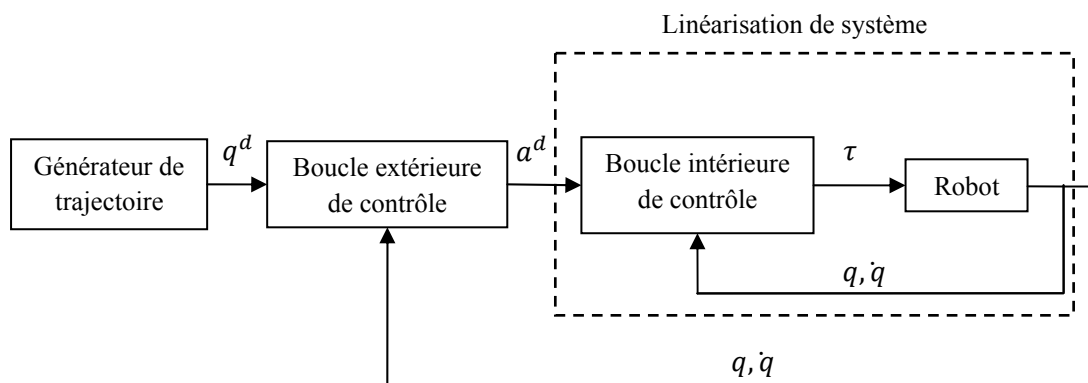 Linéarisation de système
Générateur de
trajectoire
q^d
Boucle extérieure
de contrôle
a^d
Boucle intérieure
de contrôle
τ
Robot
q, q̇
q, q̇